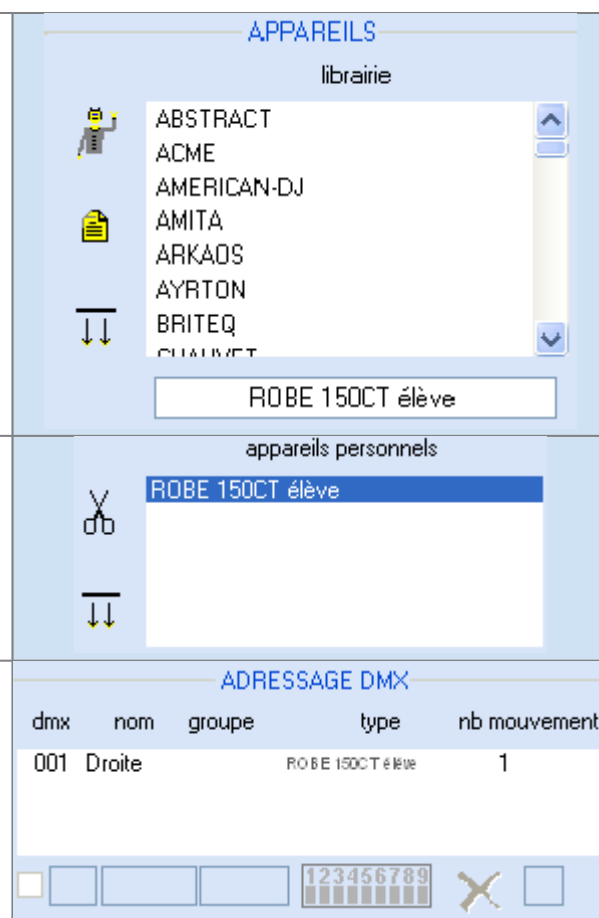 APPAREILS
librairie
ABSTRACT
ACME
AMERICAN-DJ
AMITA
ARKAOS
AYRTON
BRITEQ
CHAUVET
ROBE 150CT élève
appareils personnels
ROBE 150CT élève
ADRESSAGE DMX
dmx nom groupe type nb mouvement
001 Droite ROBE 150CT élève 1
123456789